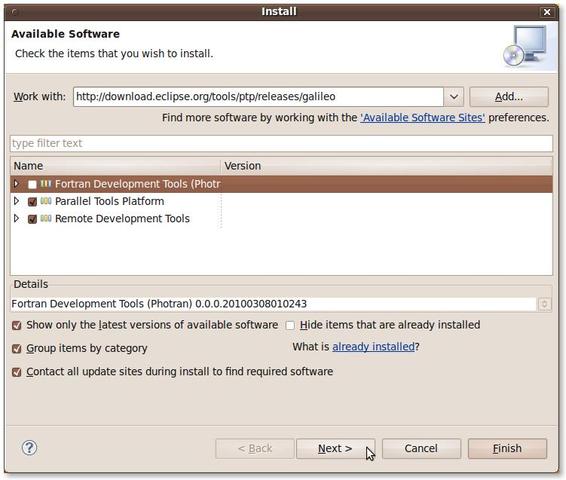 Install
Available Software
Check the items that you wish to install.
Work with: http://download.eclipse.org/tools/ptp/releases/galileo Add...
Find more software by working with the 'Available Software Sites' preferences.
type filter text
Name Version
Fortran Development Tools (Photr
Parallel Tools Platform
Remote Development Tools
Details
Fortran Development Tools (Photran) 0.0.0.20100308010243
Show only the latest versions of available software Hide items that are already installed
Group items by category What is already installed?
Contact all update sites during install to find required software
? < Back Next > Cancel Finish